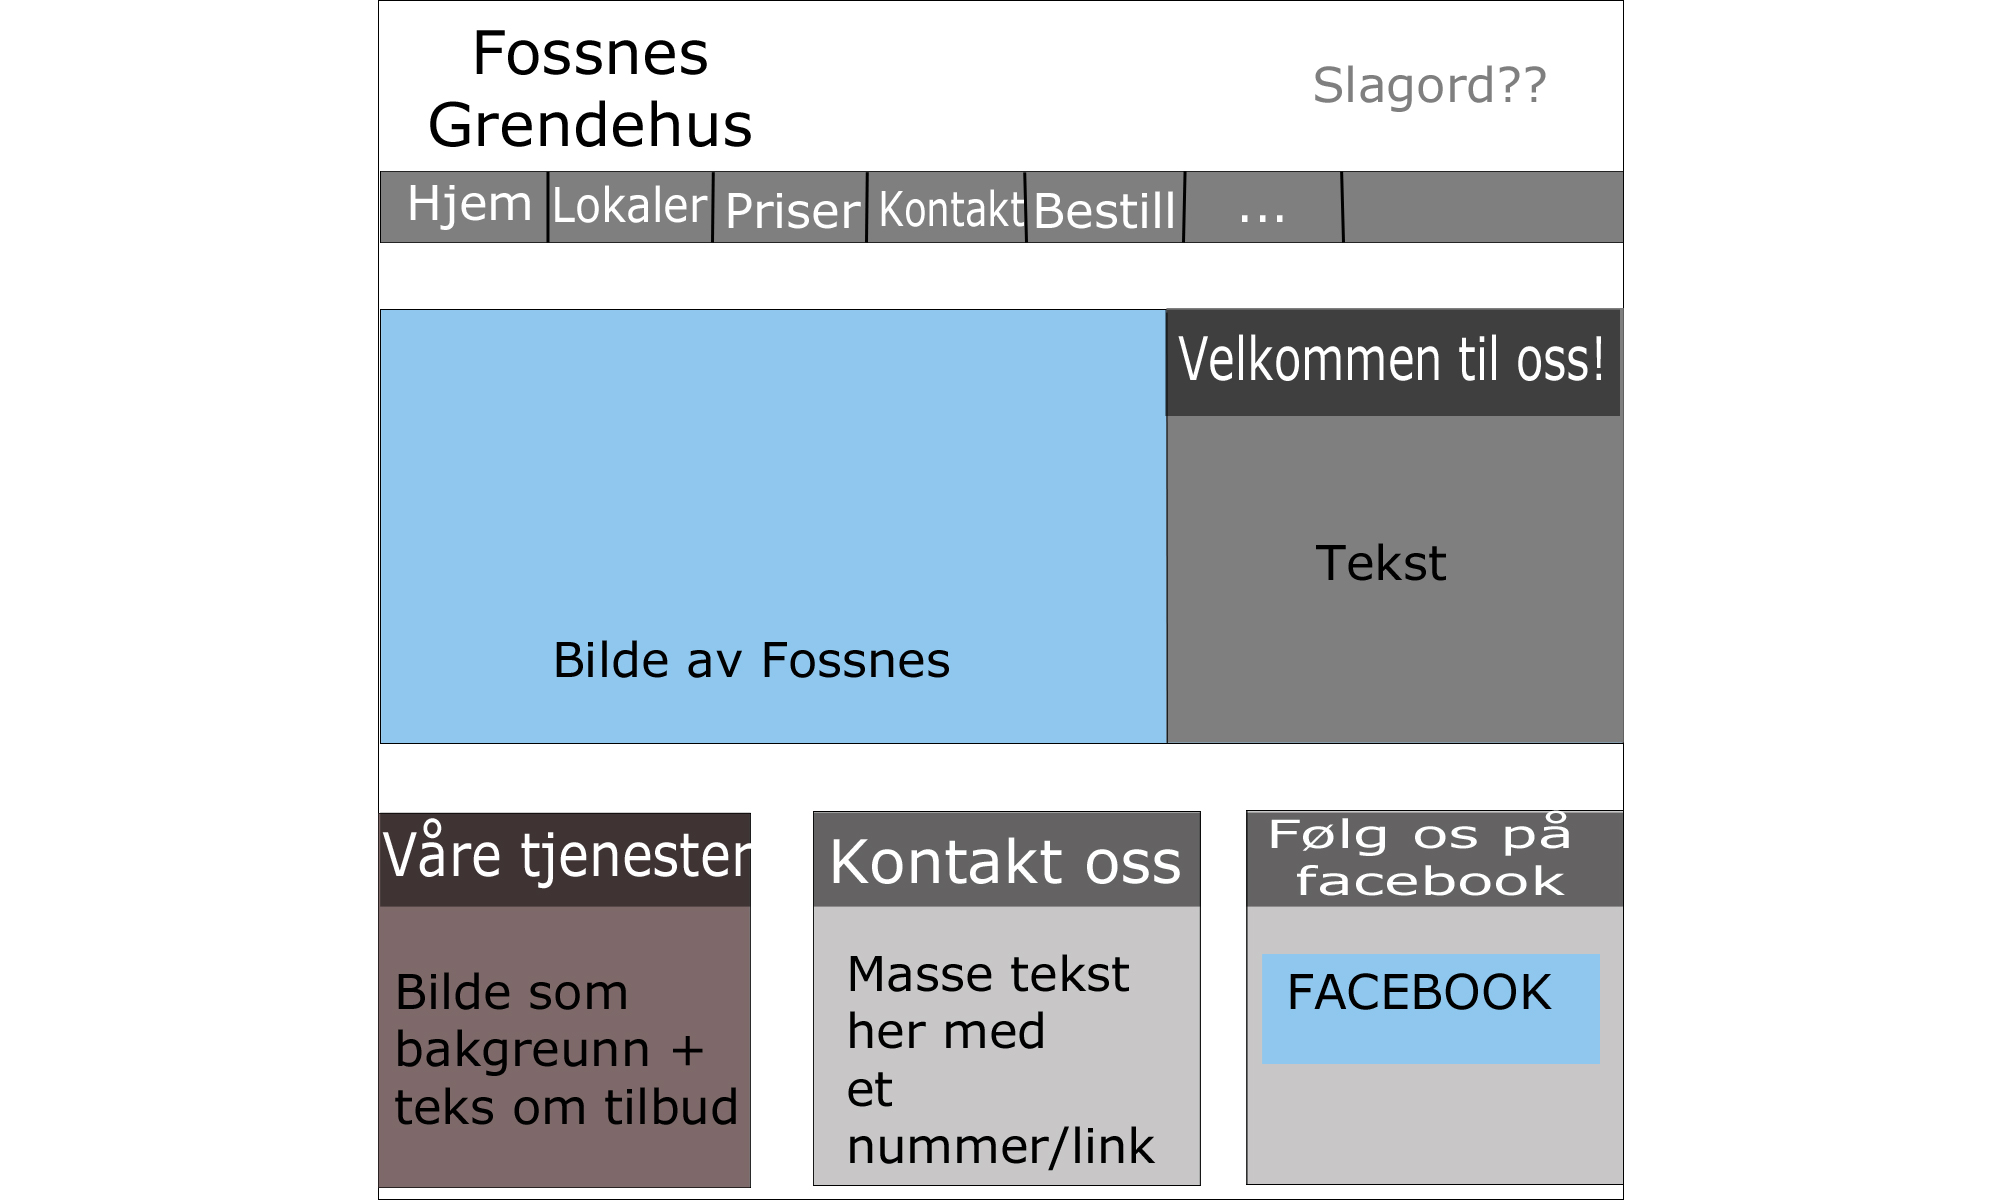 Fossnes
Grendehus
Slagord??
Hjem Lokaler Priser Kontakt Bestill ...
Velkommen til oss!
Tekst
Bilde av Fossnes
Våre tjenester
Bilde som
bakgreunn +
teks om tilbud
Kontakt oss
Masse tekst
her med
et
nummer/link
Følg os på
facebook
FACEBOOK